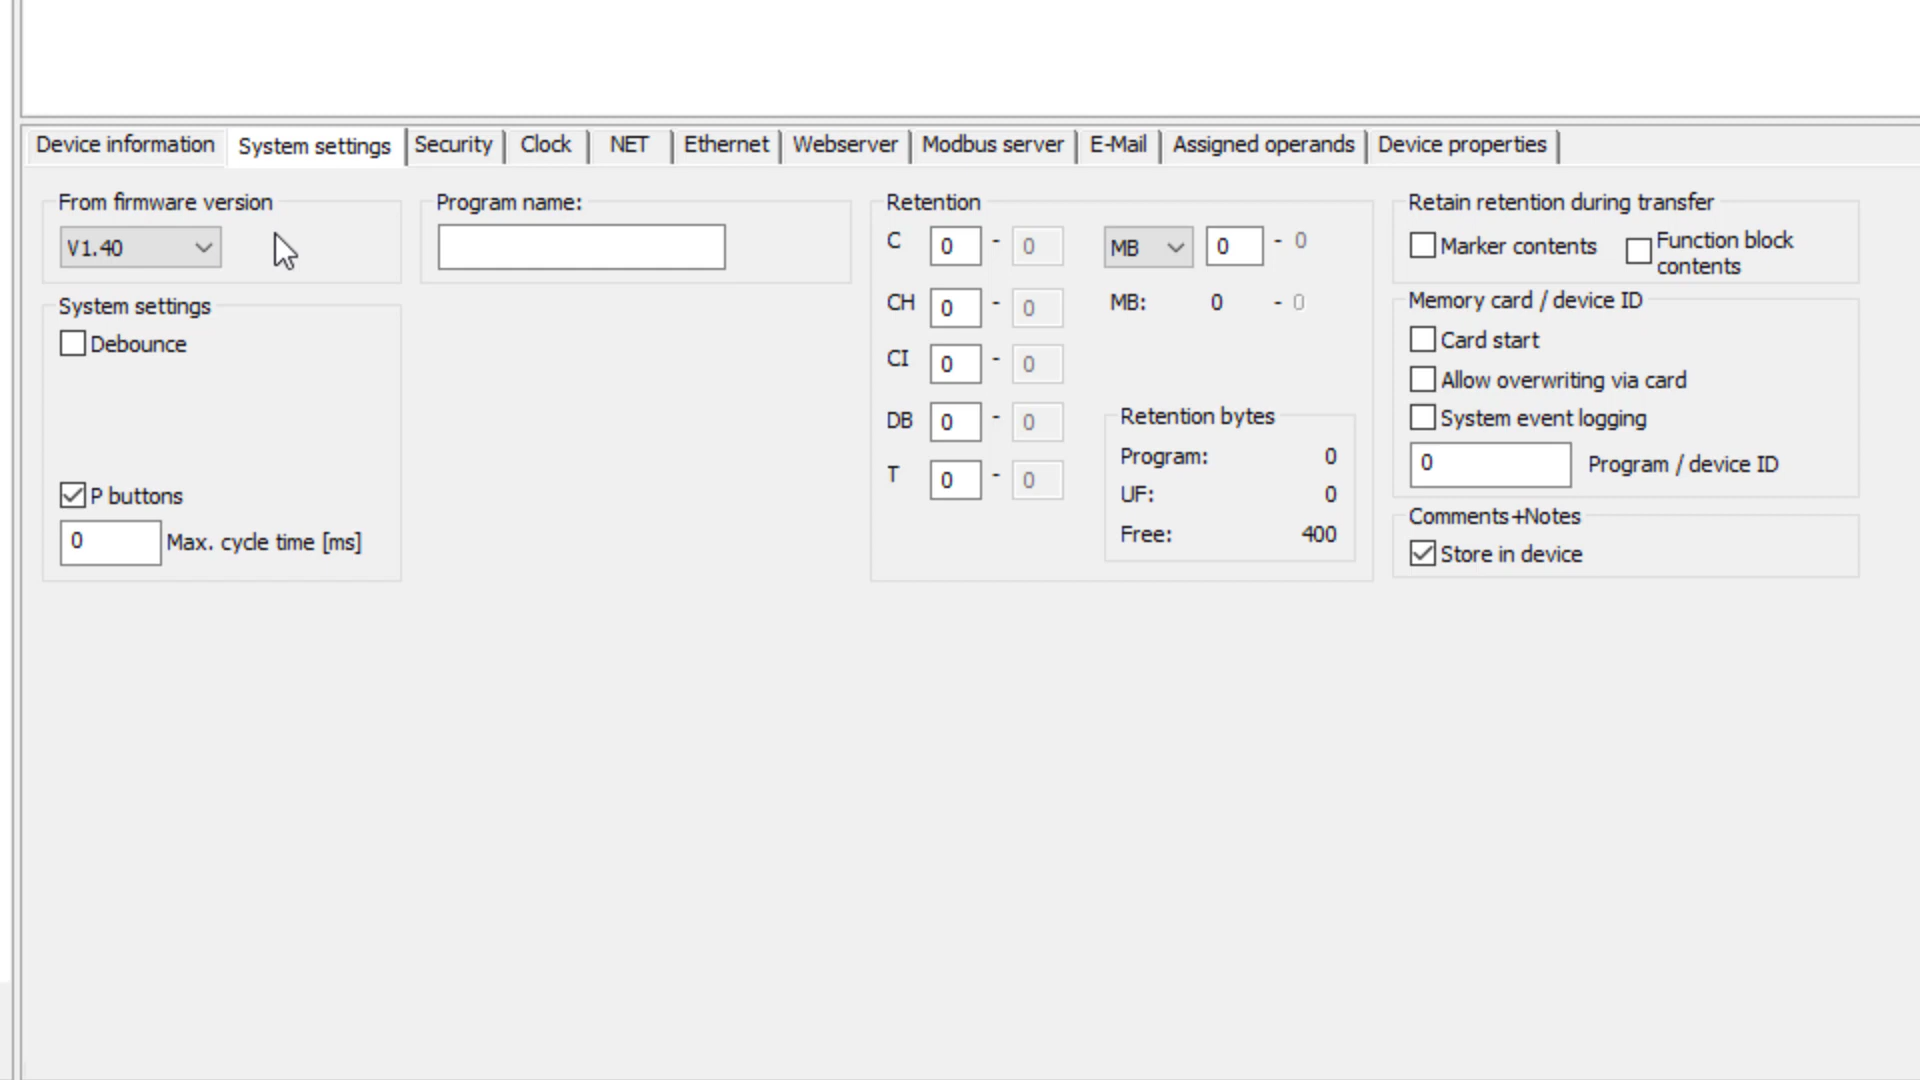 Device information System settings Security Clock NET Ethernet Webserver Modbus server E-Mail Assigned operands Device properties
From firmware version
V1.40
System settings
Debounce
P buttons
0 Max. cycle time [ms]
Program name:
Retention
C 0 - 0 MB 0 - 0
CH 0 - 0 MB: 0 - 0
CI 0 - 0
DB 0 - 0
T 0 - 0
Retention bytes
Program: 0
UF: 0
Free: 400
Retain retention during transfer
Marker contents Function block
contents
Memory card / device ID
Card start
Allow overwriting via card
System event logging
0 Program / device ID
Comments+Notes
Store in device